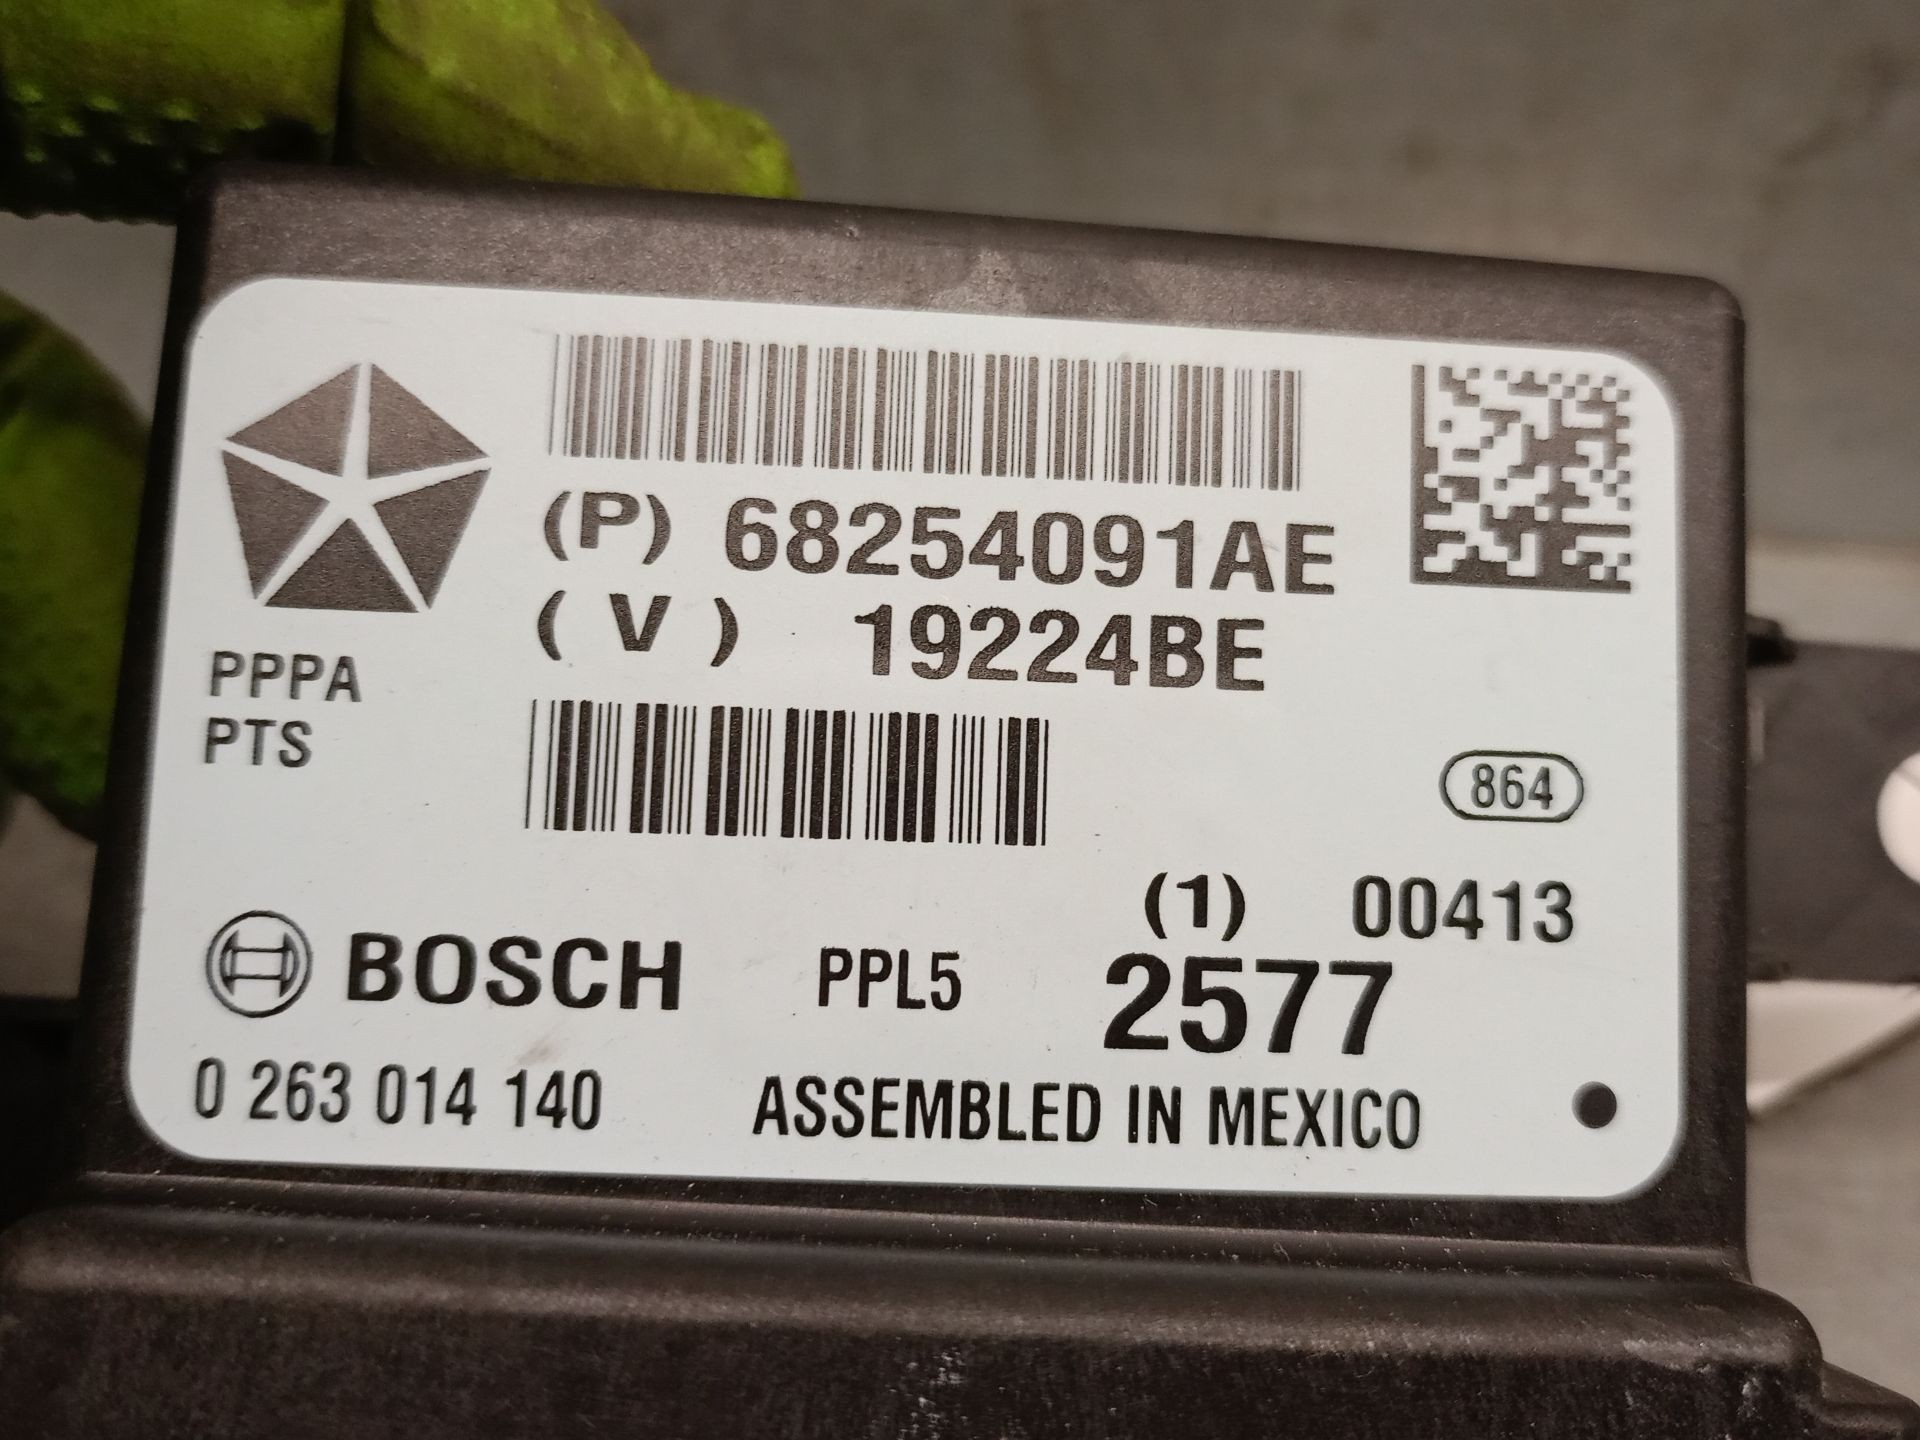 (P) 68254091AE
(V) 19224BE
PPPA
PTS
864
(1) 00413
BOSCH PPL5 2577
0 263 014 140 ASSEMBLED IN MEXICO